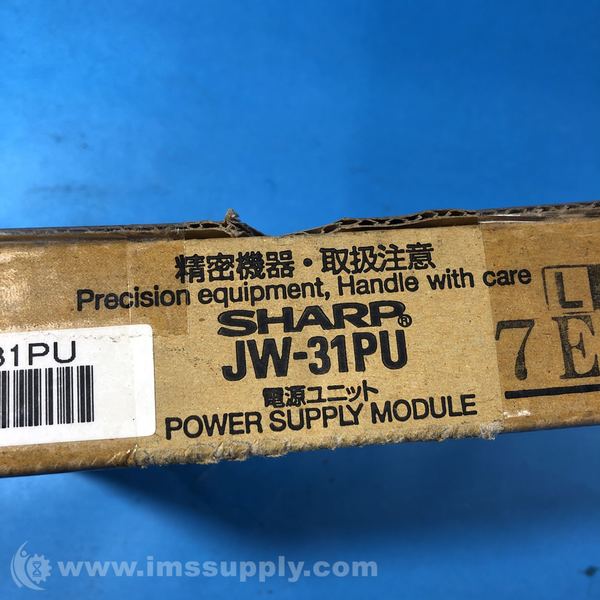 精密機器・取扱注意
Precision equipment, Handle with care
SHARP®
JW-31PU
電源ユニット
POWER SUPPLY MODULE
31PU
L
7E
www.imssupply.com